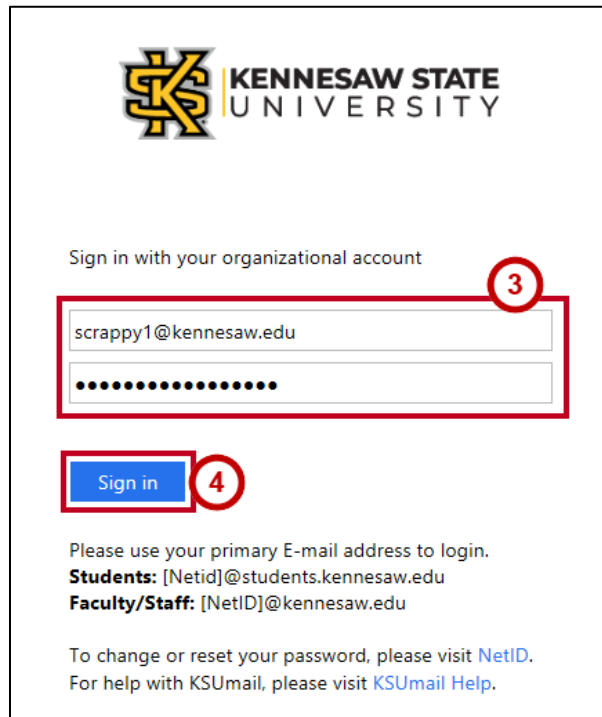 KS
KENNESAW STATE
UNIVERSITY
Sign in with your organizational account
3
scrappy1@kennesaw.edu
•••••••••••••••••
Sign in
4
Please use your primary E-mail address to login.
Students: [Netid]@students.kennesaw.edu
Faculty/Staff: [NetID]@kennesaw.edu
To change or reset your password, please visit NetID.
For help with KSUmail, please visit KSUmail Help.